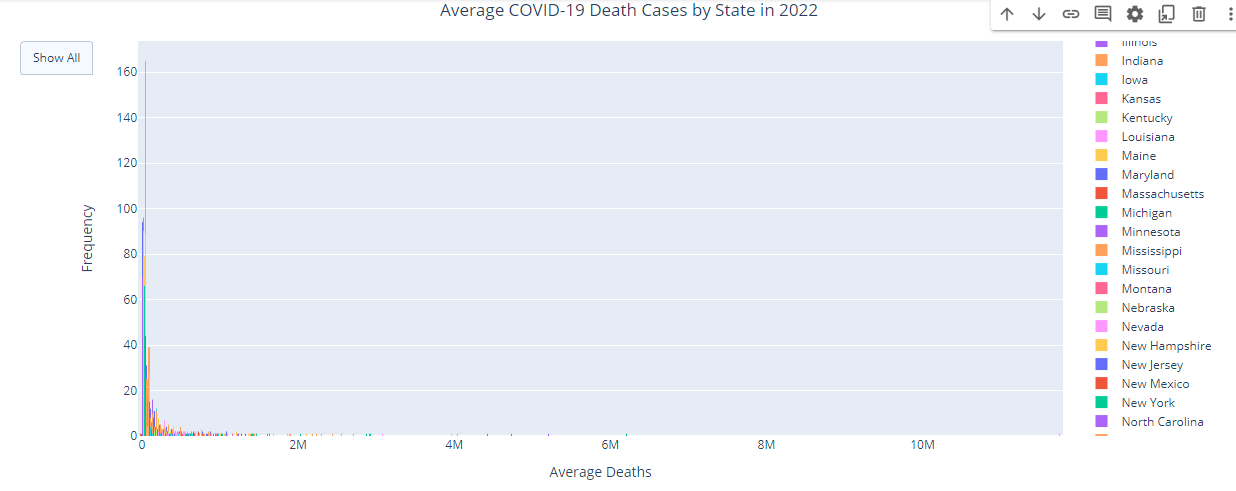 Average COVID-19 Death Cases by State in 2022
Show All
Frequency
160
140
120
100
80
60
40
20
0
0 2M 4M 6M 8M 10M
Average Deaths
Illinois
Indiana
Iowa
Kansas
Kentucky
Louisiana
Maine
Maryland
Massachusetts
Michigan
Minnesota
Mississippi
Missouri
Montana
Nebraska
Nevada
New Hampshire
New Jersey
New Mexico
New York
North Carolina